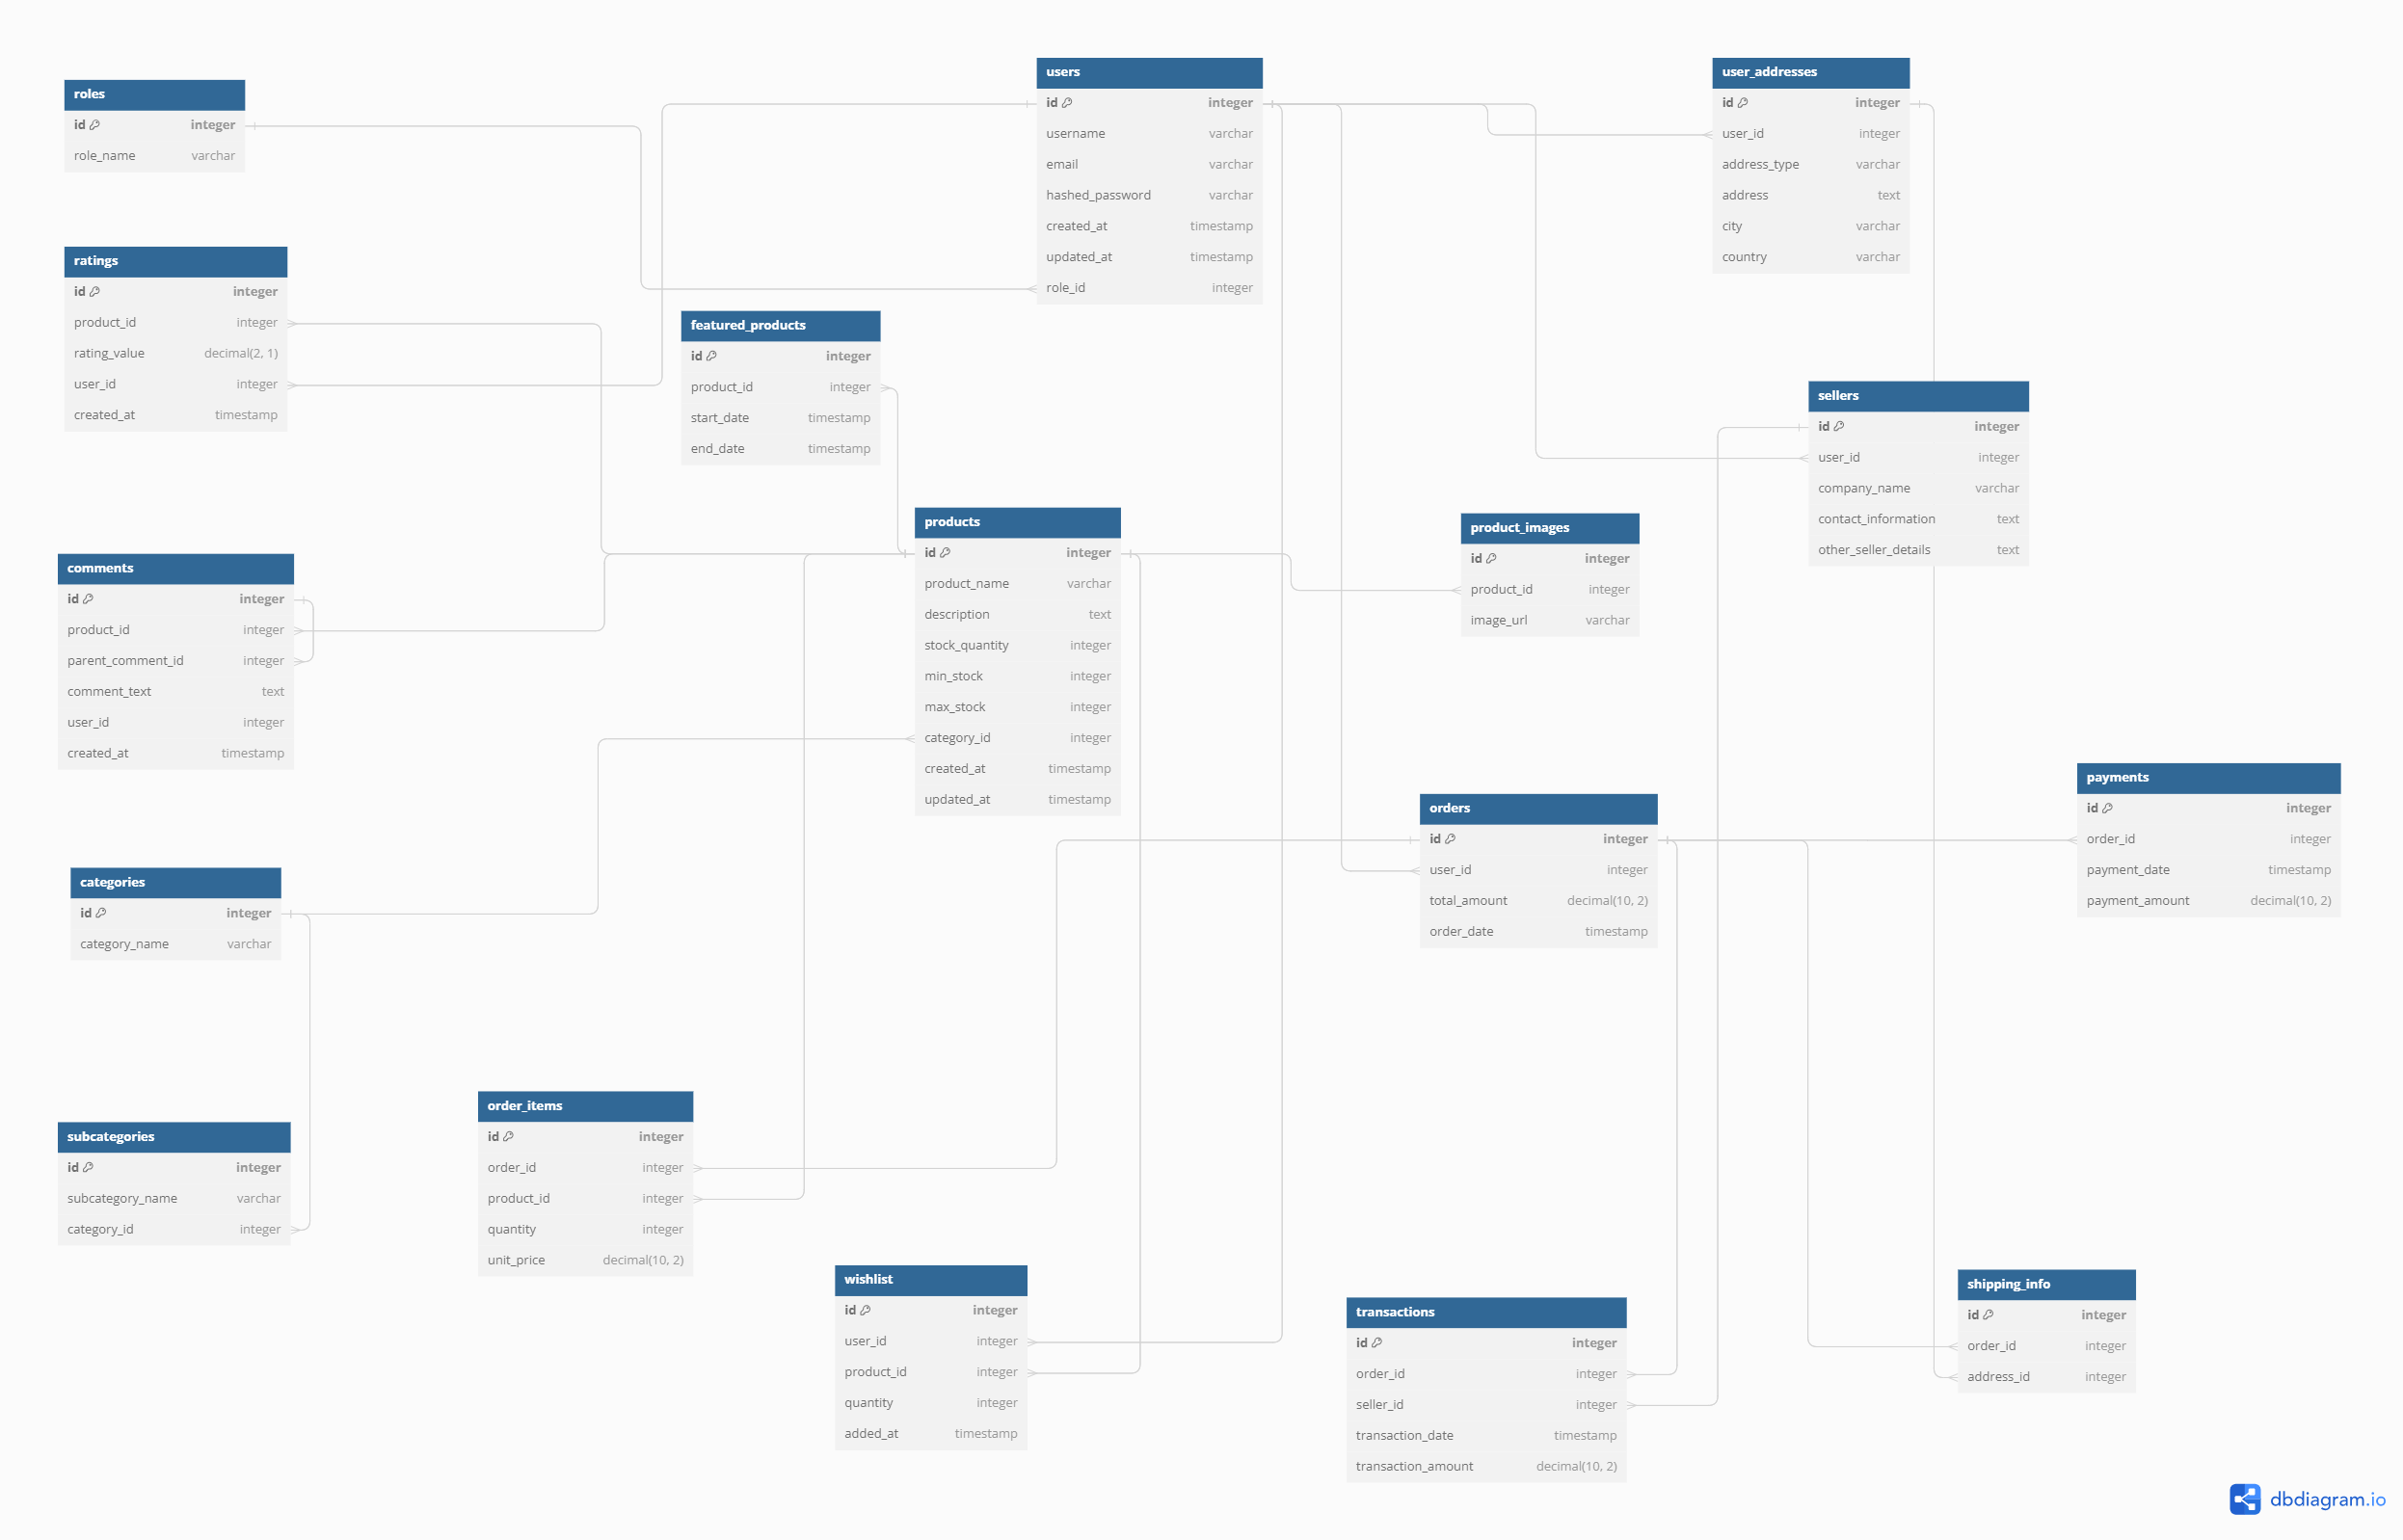 roles
id integer
role_name varchar
users
id integer
username varchar
email varchar
hashed_password varchar
created_at timestamp
updated_at timestamp
role_id integer
user_addresses
id integer
user_id integer
address_type varchar
address text
city varchar
country varchar
ratings
id integer
product_id integer
rating_value decimal(2, 1)
user_id integer
created_at timestamp
featured_products
id integer
product_id integer
start_date timestamp
end_date timestamp
sellers
id integer
user_id integer
company_name varchar
contact_information text
other_seller_details text
products
id integer
product_name varchar
description text
stock_quantity integer
min_stock integer
max_stock integer
category_id integer
created_at timestamp
updated_at timestamp
product_images
id integer
product_id integer
image_url varchar
comments
id integer
product_id integer
parent_comment_id integer
comment_text text
user_id integer
created_at timestamp
payments
id integer
order_id integer
payment_date timestamp
payment_amount decimal(10, 2)
orders
id integer
user_id integer
total_amount decimal(10, 2)
order_date timestamp
categories
id integer
category_name varchar
order_items
id integer
order_id integer
product_id integer
quantity integer
unit_price decimal(10, 2)
subcategories
id integer
subcategory_name varchar
category_id integer
wishlist
id integer
user_id integer
product_id integer
quantity integer
added_at timestamp
transactions
id integer
order_id integer
seller_id integer
transaction_date timestamp
transaction_amount decimal(10, 2)
shipping_info
id integer
order_id integer
address_id integer
dbdiagram.io